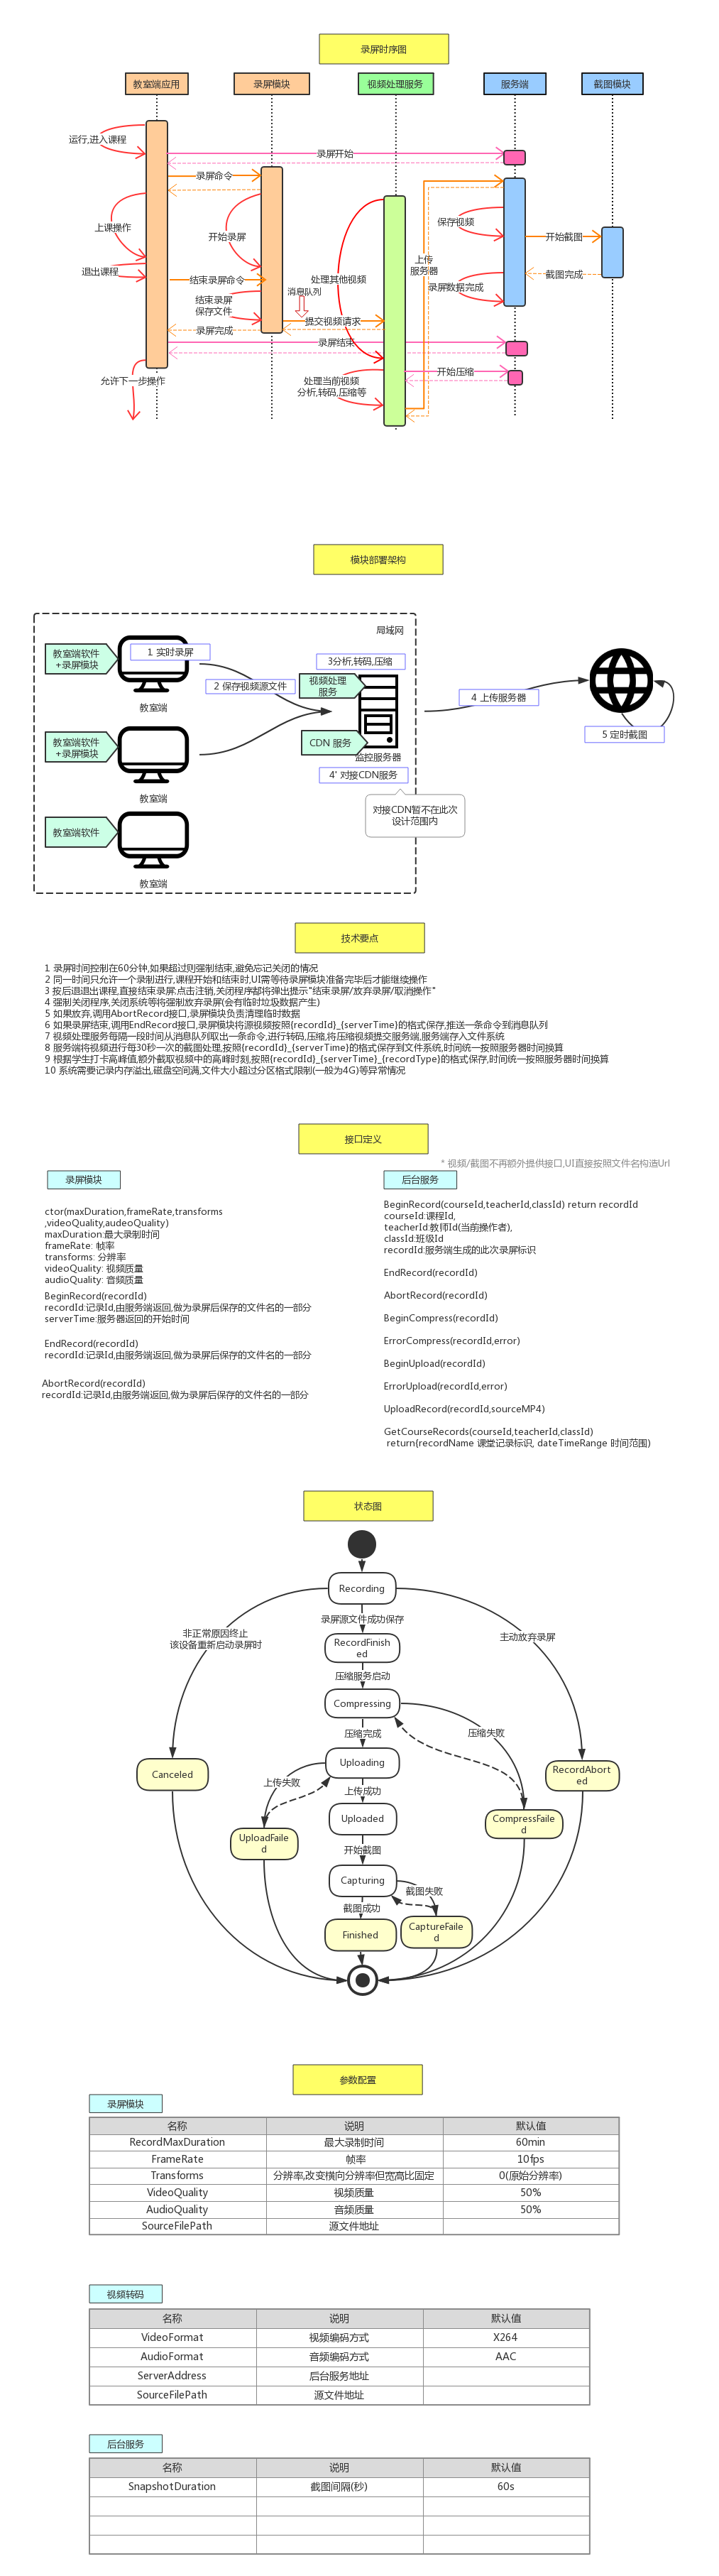 录屏时序图
教室端应用
录屏模块
视频处理服务
服务端
截图模块
运行,进入课程
录屏开始
录屏命令
上课操作
开始录屏
保存视频
开始截图
上传
服务器
退出课程
结束录屏命令
处理其他视频
截图完成
录屏数据完成
消息队列
结束录屏
保存文件
提交视频请求
录屏完成
录屏结束
开始压缩
允许下一步操作
处理当前视频
分析,转码,压缩等
模块部署架构
局域网
教室端软件
+录屏模块
1 实时录屏
教室端
2 保存视频源文件
3分析,转码,压缩
视频处理
服务
4 上传服务器
5 定时截图
教室端软件
+录屏模块
教室端
CDN 服务
监控服务器
4' 对接CDN服务
对接CDN暂不在此次
设计范围内
教室端软件
教室端
技术要点
1 录屏时间控制在60分钟,如果超过则强制结束,避免忘记关闭的情况
2 同一时间只允许一个录制进行,课程开始和结束时,UI需等待录屏模块准备完毕后才能继续操作
3 按后退退出课程,直接结束录屏.点击注销,关闭程序都将弹出提示"结束录屏/放弃录屏/取消操作"
4 强制关闭程序,关闭系统等将强制放弃录屏(会有临时垃圾数据产生)
5 如果放弃,调用AbortRecord接口,录屏模块负责清理临时数据
6 如果录屏结束,调用EndRecord接口,录屏模块将源视频按照{recordId}_{serverTime}的格式保存,推送一条命令到消息队列
7 视频处理服务每隔一段时间从消息队列取出一条命令,进行转码,压缩,将压缩视频提交服务端,服务端存入文件系统
8 服务端将视频进行每30秒一次的截图处理,按照{recordId}_{serverTime}的格式保存到文件系统,时间统一按照服务器时间换算
9 根据学生打卡高峰值,额外截取视频中的高峰时刻,按照{recordId}_{serverTime}_{recordType}的格式保存,时间统一按照服务器时间换算
10 系统需要记录内存溢出,磁盘空间满,文件大小超过分区格式限制(一般为4G)等异常情况
接口定义
* 视频/截图不再额外提供接口,UI直接按照文件名构造Url
录屏模块
ctor(maxDuration,frameRate,transforms
,videoQuality,audeoQuality)
maxDuration:最大录制时间
frameRate: 帧率
transforms: 分辨率
videoQuality: 视频质量
audioQuality: 音频质量
BeginRecord(recordId)
recordId:记录Id,由服务端返回,做为录屏后保存的文件名的一部分
serverTime:服务器返回的开始时间
EndRecord(recordId)
recordId:记录Id,由服务端返回,做为录屏后保存的文件名的一部分
AbortRecord(recordId)
recordId:记录Id,由服务端返回,做为录屏后保存的文件名的一部分
后台服务
BeginRecord(courseId,teacherId,classId) return recordId
courseId:课程Id,
teacherId:教师Id(当前操作者),
classId:班级Id
recordId:服务端生成的此次录屏标识
EndRecord(recordId)
AbortRecord(recordId)
BeginCompress(recordId)
ErrorCompress(recordId,error)
BeginUpload(recordId)
ErrorUpload(recordId,error)
UploadRecord(recordId,sourceMP4)
GetCourseRecords(courseId,teacherId,classId)
return{recordName 课堂记录标识, dateTimeRange 时间范围}
状态图
Recording
非正常原因终止
该设备重新启动录屏时
录屏源文件成功保存
主动放弃录屏
RecordFinish
ed
压缩服务启动
Compressing
压缩完成
压缩失败
Uploading
Canceled
RecordAbort
ed
上传失败
上传成功
Uploaded
CompressFaile
d
UploadFaile
d
开始截图
Capturing
截图失败
截图成功
Finished
CaptureFaile
d
参数配置
录屏模块
名称 说明 默认值
RecordMaxDuration 最大录制时间 60min
FrameRate 帧率 10fps
Transforms 分辨率,改变横向分辨率但宽高比固定 0(原始分辨率)
VideoQuality 视频质量 50%
AudioQuality 音频质量 50%
SourceFilePath 源文件地址
视频转码
名称 说明 默认值
VideoFormat 视频编码方式 X264
AudioFormat 音频编码方式 AAC
ServerAddress 后台服务地址
SourceFilePath 源文件地址
后台服务
名称 说明 默认值
SnapshotDuration 截图间隔(秒) 60s